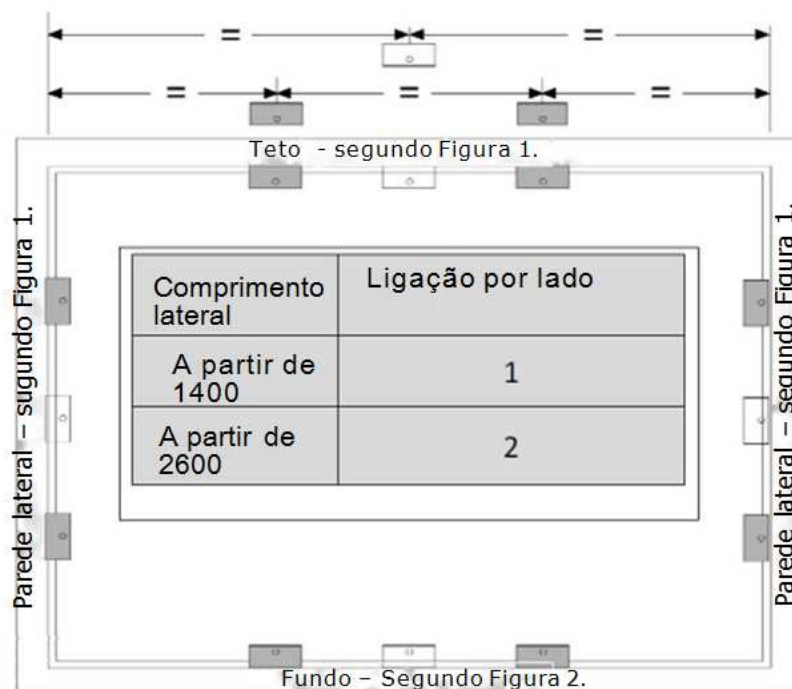 =
=
=
=
=
Teto - segundo Figura 1.
Parede lateral – sugundo Figura 1.
Comprimento lateral
Ligação por lado
A partir de 1400
1
A partir de 2600
2
Parede lateral – segundo Figura 1.
Fundo – Segundo Figura 2.